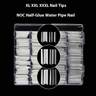 XL XXL XXXL Nail Tips
NOC Half-Glue Water Pipe Nail